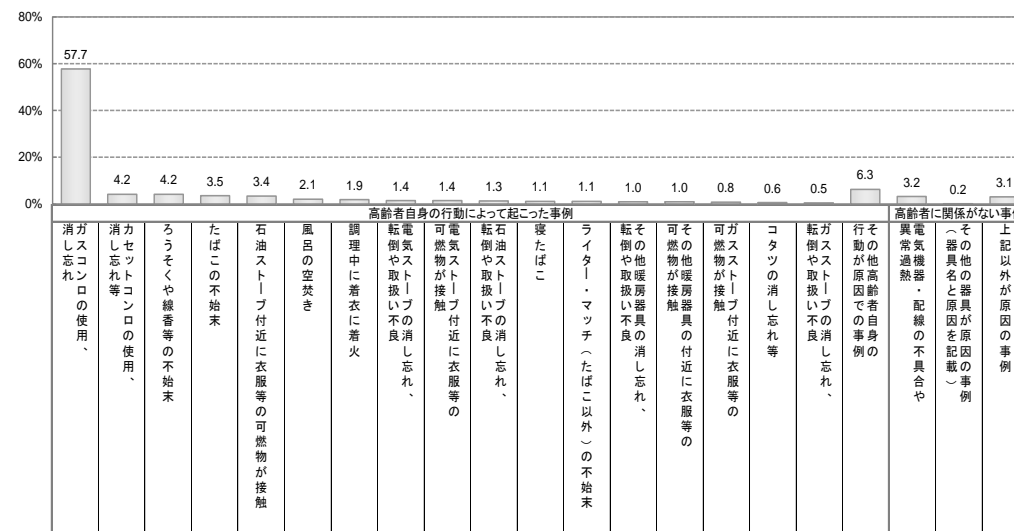 80%
60%
40%
20%
0%
57.7
4.2
4.2
3.5
3.4
2.1
1.9
1.4
1.4
1.3
1.1
1.1
1.0
1.0
0.8
0.6
0.5
6.3
3.2
0.2
3.1
高齢者自身の行動によって起こった事例
高齢者に関係がない事例
ガスコンロの使用、
消し忘れ
カセットコンロの使用、
消し忘れ等
ろうそくや線香等の不始末
たばこの不始末
石油ストーブ付近に衣服等の可燃物が接触
風呂の空焚き
調理中に着衣に着火
電気ストーブの消し忘れ、
転倒や取扱い不良
電気ストーブ付近に衣服等の
可燃物が接触
石油ストーブの消し忘れ、
転倒や取扱い不良
寝たばこ
ライター・マッチ(たばこ以外)の不始末
その他暖房器具の消し忘れ、
転倒や取扱い不良
その他暖房器具の付近に衣服等の
可燃物が接触
ガスストーブ付近に衣服等の
可燃物が接触
コタツの消し忘れ等
ガスストーブの消し忘れ、
転倒や取扱い不良
その他高齢者自身の
行動が原因での事例
電気機器・配線の不具合や
異常過熱
その他の器具が原因の事例
(器具名と原因を記載)
上記以外が原因の事例